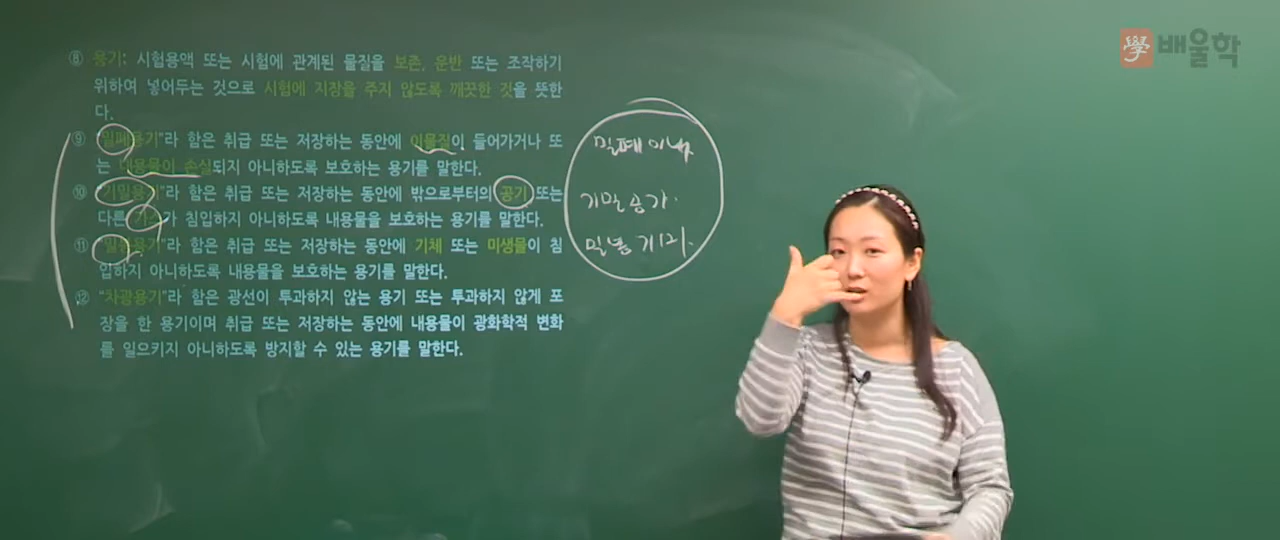 學 배울학
⑧ 용기: 시험용액 또는 시험에 관계된 물질을 보존, 운반 또는 조작하기
위하여 넣어두는 것으로 시험에 지장을 주지 않도록 깨끗한 것을 뜻한
다.
⑨ "밀폐용기"라 함은 취급 또는 저장하는 동안에 이물질이 들어가거나 또
는 내용물이 손실되지 아니하도록 보호하는 용기를 말한다.
⑩ "기밀용기"라 함은 취급 또는 저장하는 동안에 밖으로부터의 공기 또는
다른 가스가 침입하지 아니하도록 내용물을 보호하는 용기를 말한다.
⑪ "밀봉용기"라 함은 취급 또는 저장하는 동안에 기체 또는 미생물이 침
입하지 아니하도록 내용물을 보호하는 용기를 말한다.
⑫ "차광용기"라 함은 광선이 투과하지 않는 용기 또는 투과하지 않게 포
장을 한 용기이며 취급 또는 저장하는 동안에 내용물이 광화학적 변화
를 일으키지 아니하도록 방지할 수 있는 용기를 말한다.
밀폐 이내
기밀 공가
밀봉 기미